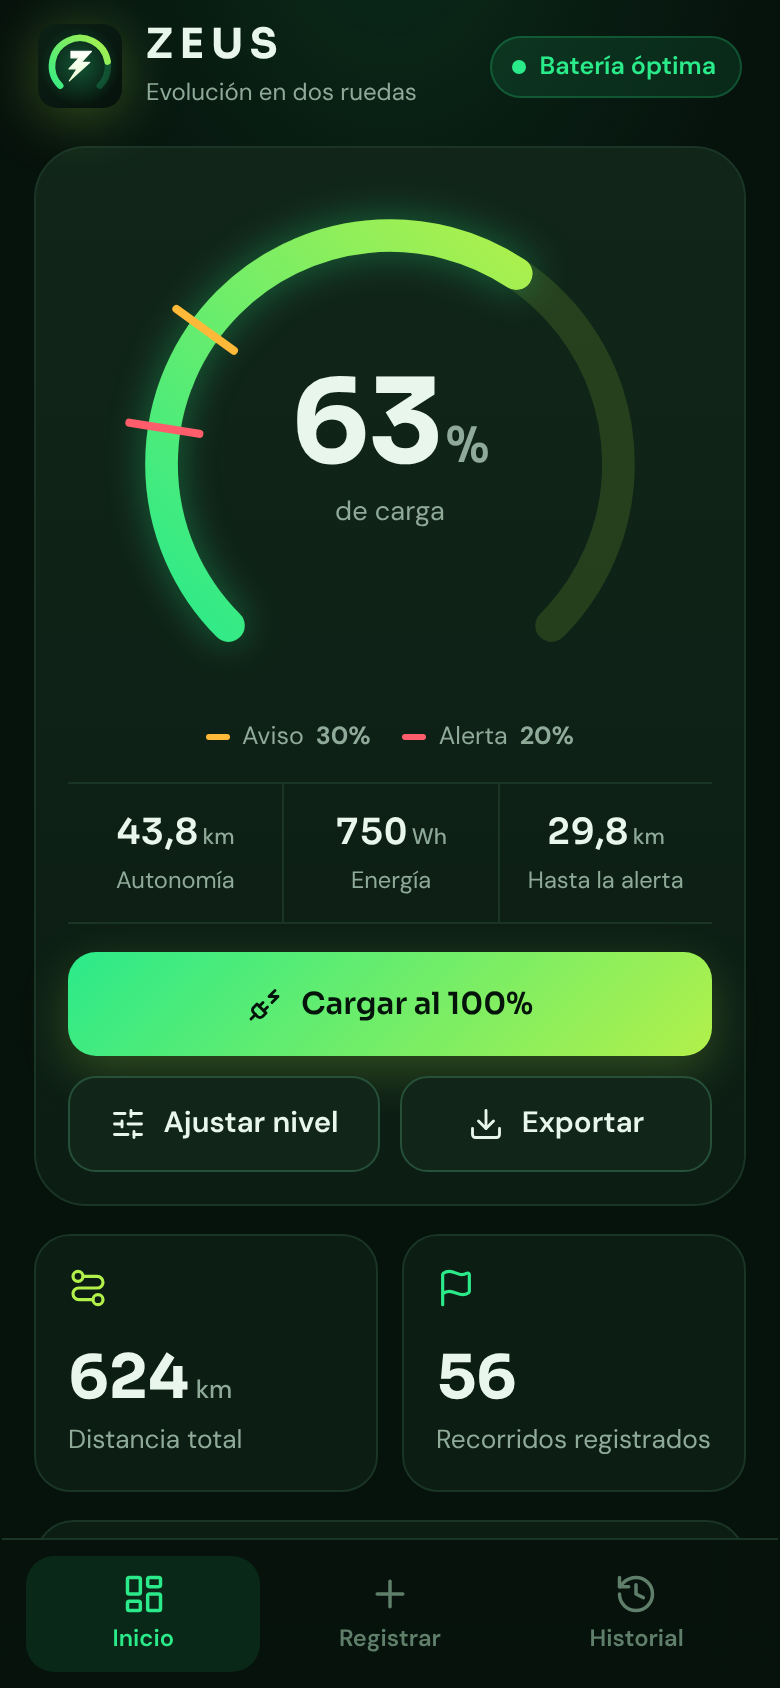 ZEUS
Evolución en dos ruedas
Batería óptima
63%
de carga
Aviso 30% Alerta 20%
43,8 km 750 Wh 29,8 km
Autonomía Energía Hasta la alerta
Cargar al 100%
Ajustar nivel Exportar
624 km 56
Distancia total Recorridos registrados
Inicio Registrar Historial